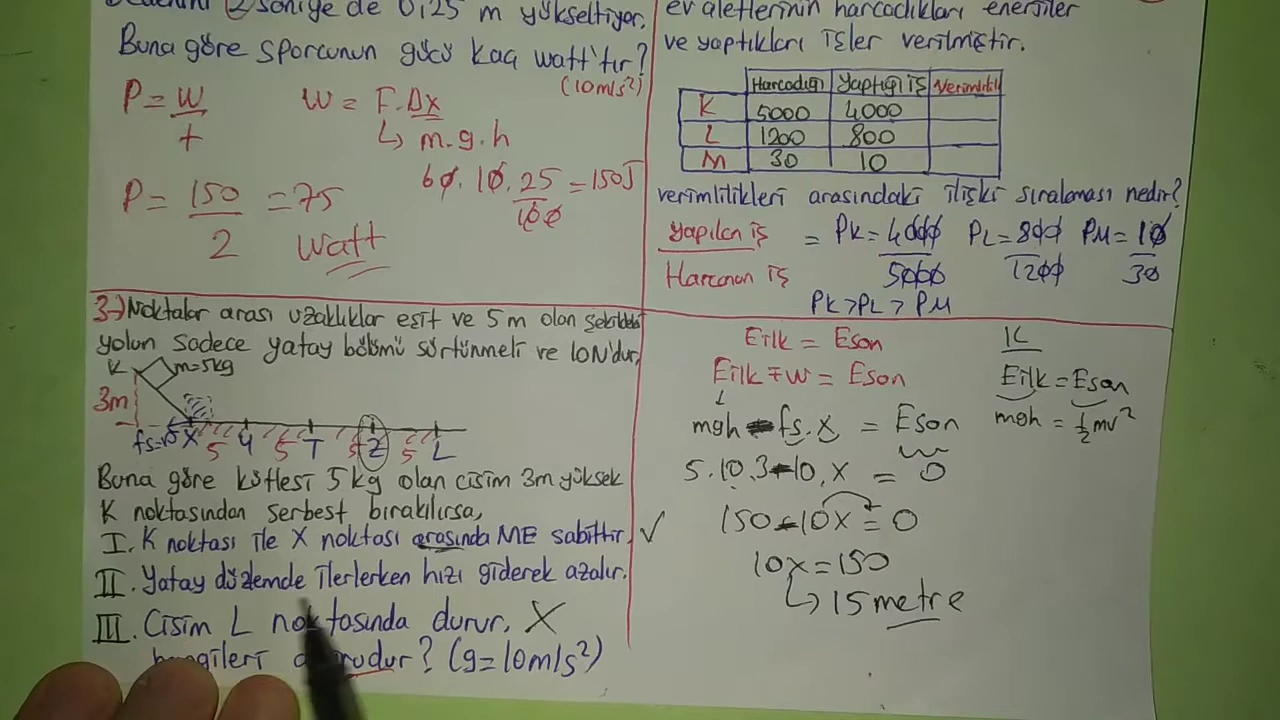 2 saniyede 0,25 m yükseltiyor.
Buna göre sporcunun gücü kaç watt'tır?
(10m/s²)
P = W/t
W = F.Δx
↳ m.g.h
60.10.25/100 = 150J
P = 150/2 = 75
watt
ev aletlerinin harcadıkları enerjiler
ve yaptıkları işler verilmiştir.
Harcadığı Yaptığı iş Verimlilik
K 5000 4000
L 1200 800
M 30 10
verimlilikleri arasındaki ilişki sıralaması nedir?
Yapılan iş / Harcanan iş = PK = 4000/5000 PL = 800/1200 PM = 10/30
PK > PL > PM
3-) Noktalar arası uzaklıklar eşit ve 5m olan şekildeki
yolun sadece yatay bölümü sürtünmeli ve 10N'dur,
K m=5kg
3m
X 5 Y 5 T 5 Z 5 L
Buna göre kütlesi 5kg olan cisim 3m yüksek
K noktasından serbest bırakılırsa,
I. K noktası ile X noktası arasında ME sabittir. ✓
II. Yatay düzlemde ilerlerken hızı giderek azalır.
III. Cisim L noktasında durur. X
doğrudur? (g=10m/s²)
Eilk = Eson
Eilk ∓ W = Eson
mgh - fs.x = Eson
5.10.3 - 10.x = 0
150 - 10x = 0
10x = 150
↳ 15 metre
K
Eilk = Eson
mgh = ½mv²